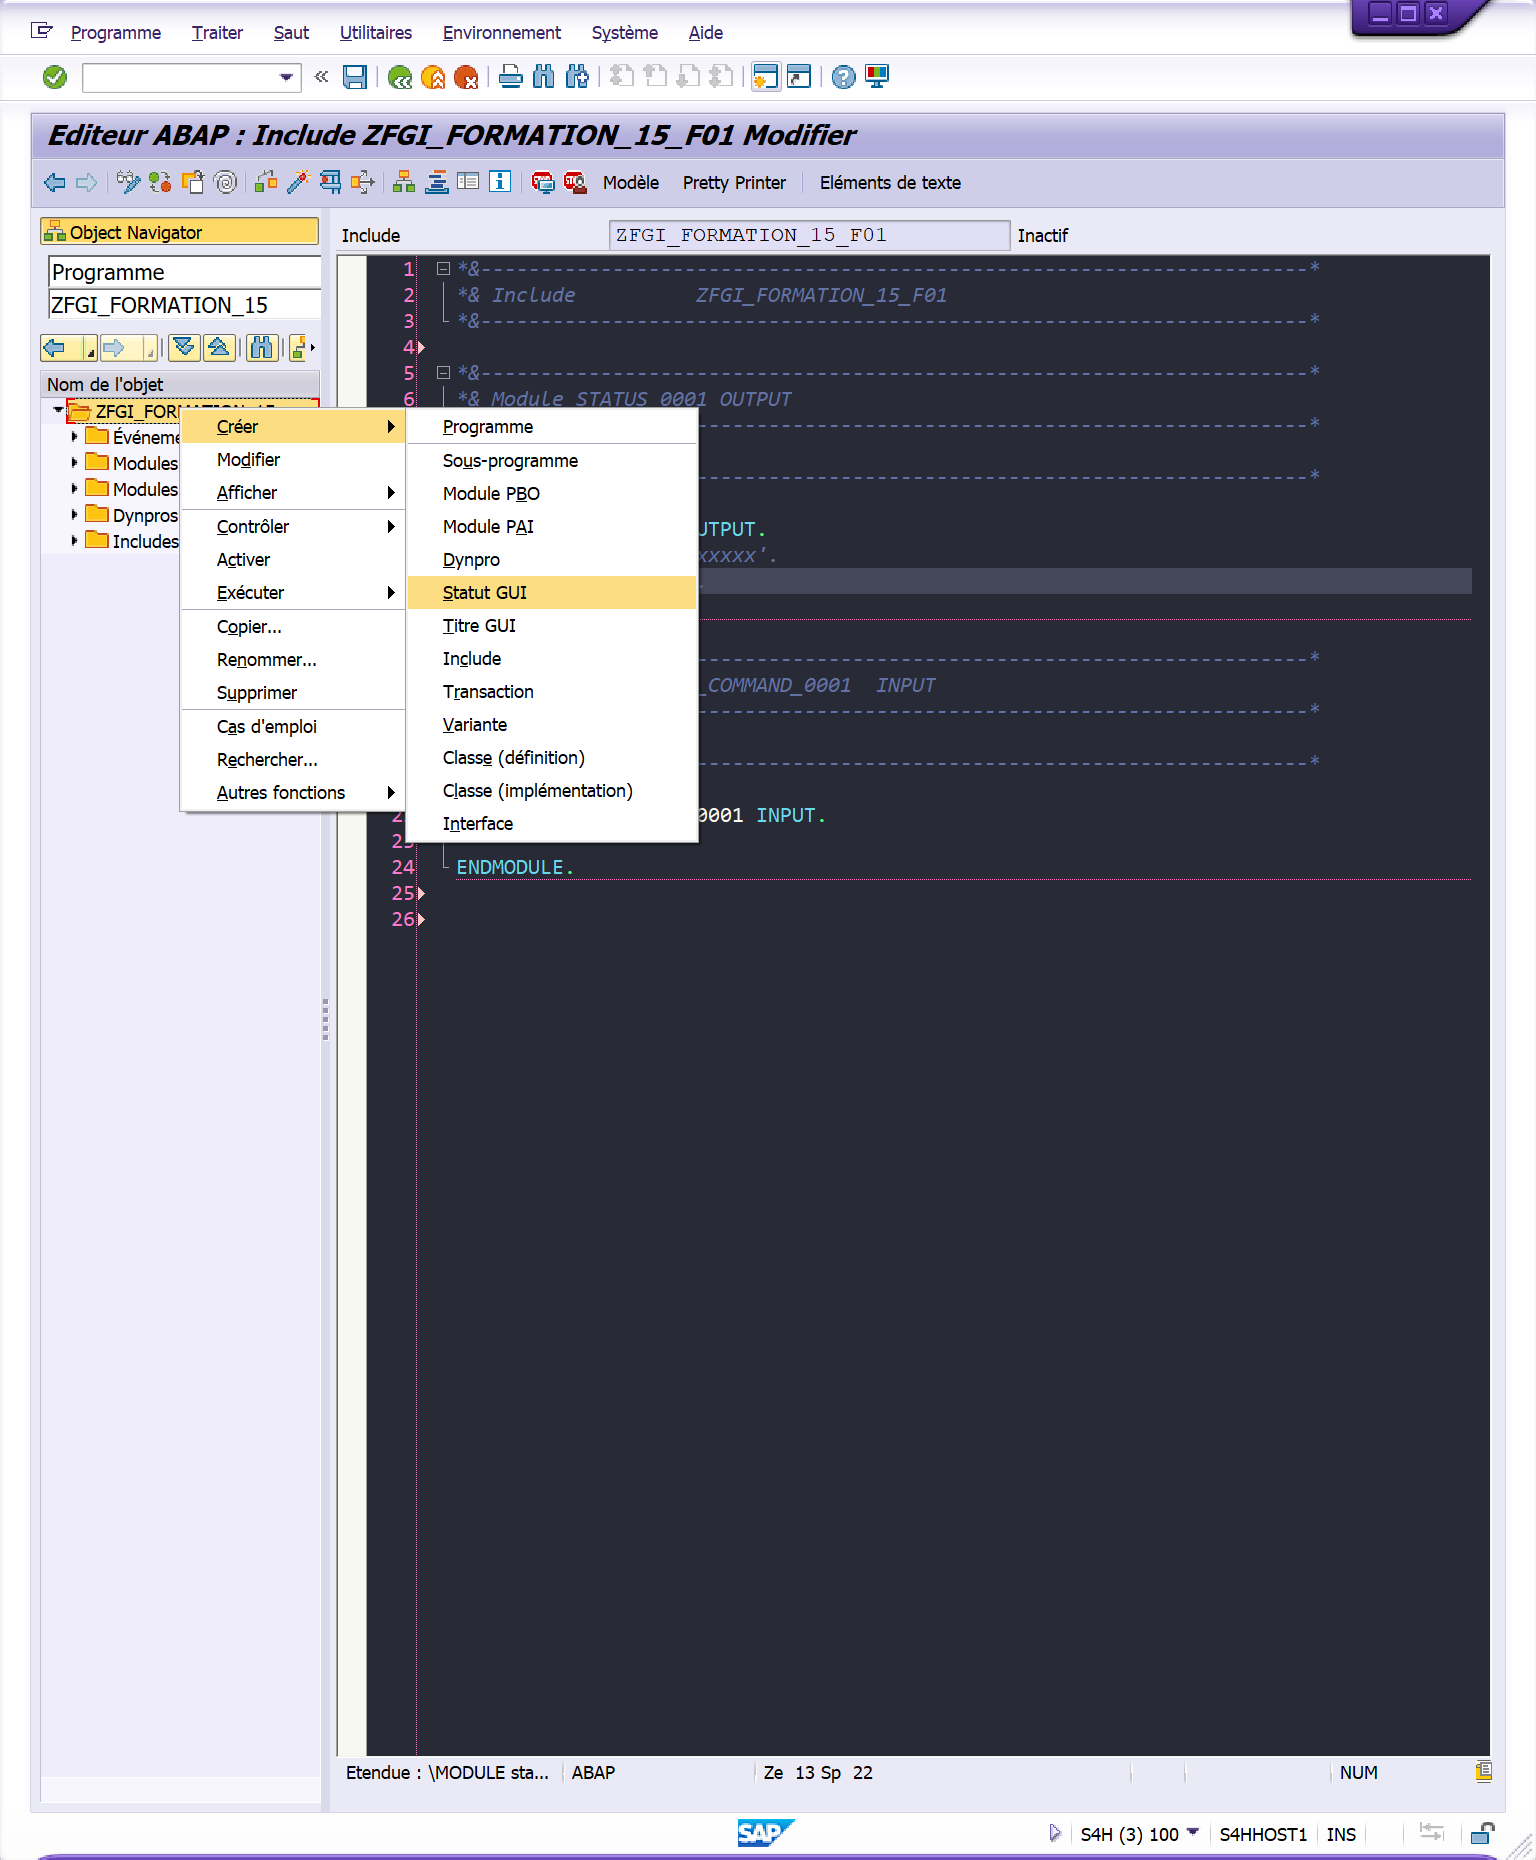 Programme Traiter Saut Utilitaires Environnement Système Aide
Editeur ABAP : Include ZFGI_FORMATION_15_F01 Modifier
Modèle Pretty Printer Eléments de texte
Object Navigator
Include ZFGI_FORMATION_15_F01 Inactif
Programme
ZFGI_FORMATION_15
Nom de l'objet
Événeme
Modules
Modules
Dynpros
Includes
Créer
Modifier
Afficher
Contrôler
Activer
Exécuter
Copier...
Renommer...
Supprimer
Cas d'emploi
Rechercher...
Autres fonctions
Programme
Sous-programme
Module PBO
Module PAI
Dynpro
Statut GUI
Titre GUI
Include
Transaction
Variante
Classe (définition)
Classe (implémentation)
Interface
1 *&---------------------------------------------------------------------*
2 *& Include ZFGI_FORMATION_15_F01
3 *&---------------------------------------------------------------------*
4
5 *&---------------------------------------------------------------------*
6 *& Module STATUS_0001 OUTPUT
----------------------------------------------------*
----------------------------------------------------*
UTPUT.
xxxxx'.
----------------------------------------------------*
_COMMAND_0001 INPUT
----------------------------------------------------*
----------------------------------------------------*
0001 INPUT.
23
24 ENDMODULE.
25
26
Etendue : \MODULE sta... ABAP Ze 13 Sp 22 NUM
SAP S4H (3) 100 S4HHOST1 INS